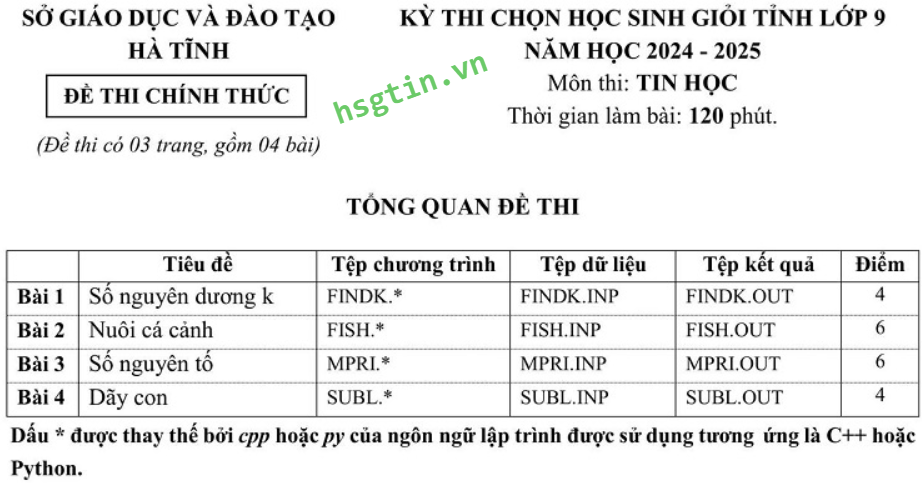 SỞ GIÁO DỤC VÀ ĐÀO TẠO
HÀ TĨNH
ĐỀ THI CHÍNH THỨC
(Đề thi có 03 trang, gồm 04 bài)
KỲ THI CHỌN HỌC SINH GIỎI TỈNH LỚP 9
NĂM HỌC 2024 - 2025
Môn thi: TIN HỌC
Thời gian làm bài: 120 phút.
hsgtin.vn
TỔNG QUAN ĐỀ THI
Tiêu đề Tệp chương trình Tệp dữ liệu Tệp kết quả Điểm
Bài 1 Số nguyên dương k FINDK.* FINDK.INP FINDK.OUT 4
Bài 2 Nuôi cá cảnh FISH.* FISH.INP FISH.OUT 6
Bài 3 Số nguyên tố MPRI.* MPRI.INP MPRI.OUT 6
Bài 4 Dãy con SUBL.* SUBL.INP SUBL.OUT 4
Dấu * được thay thế bởi cpp hoặc py của ngôn ngữ lập trình được sử dụng tương ứng là C++ hoặc
Python.